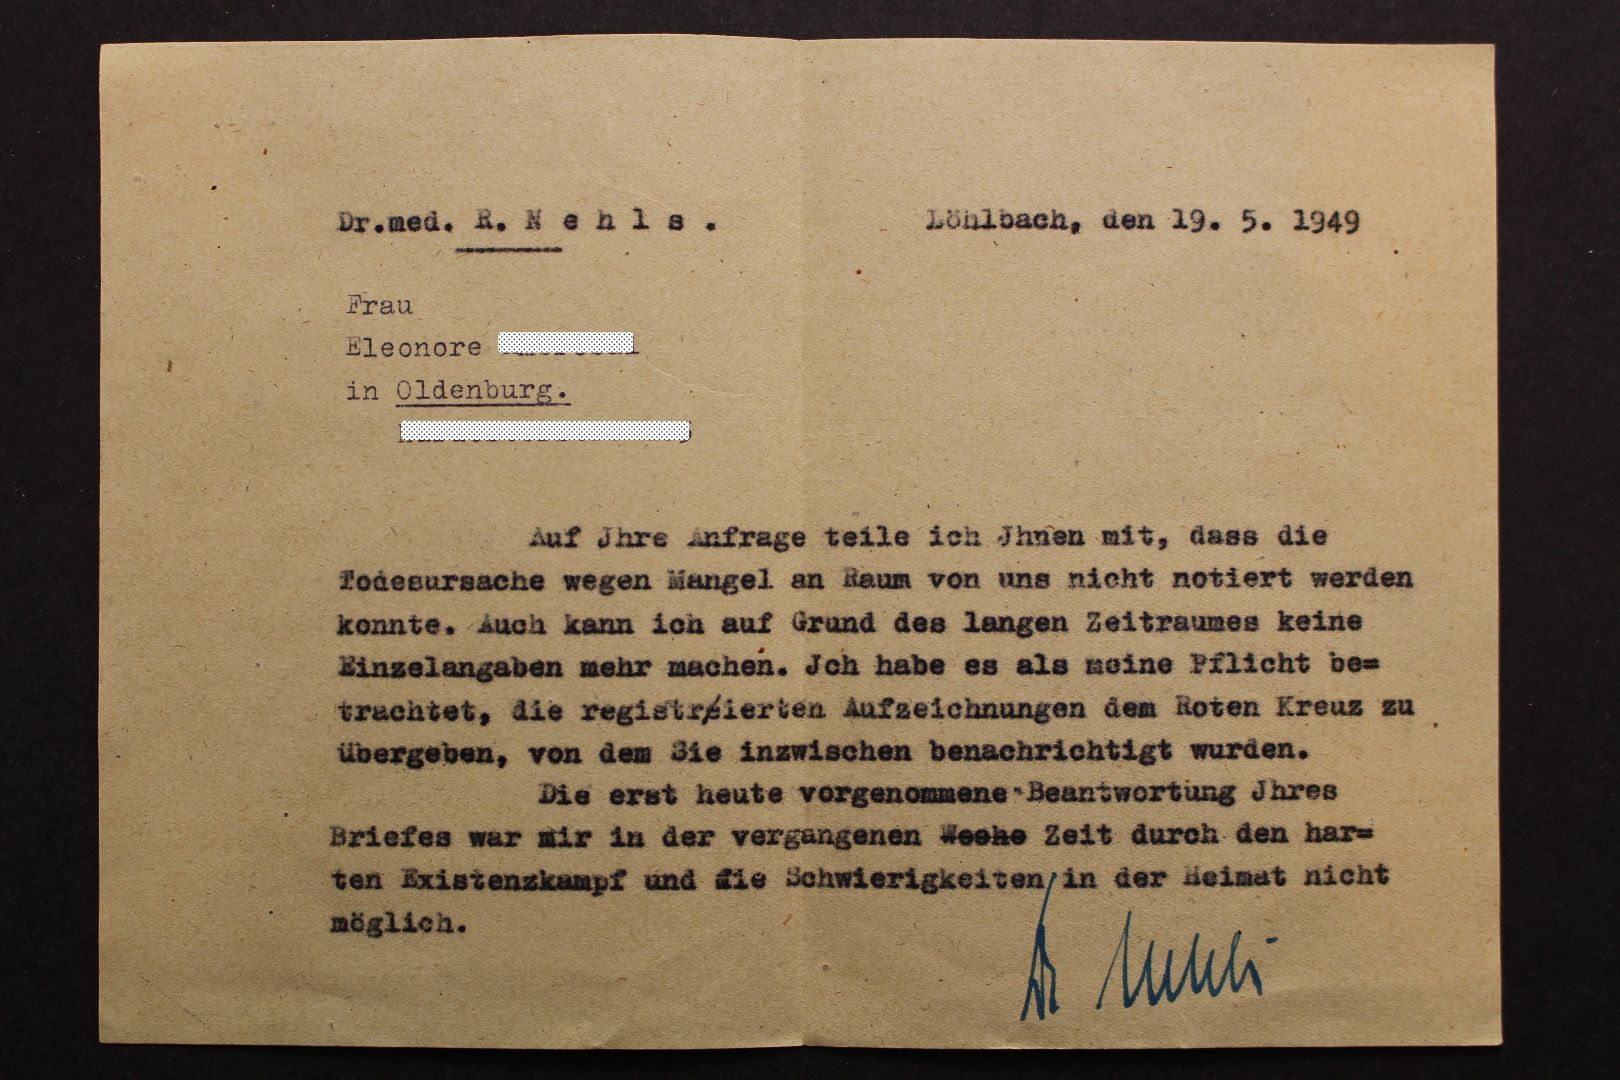 Dr.med. R. N e h l s .
Löhlbach, den 19. 5. 1949
Frau
Eleonore
in Oldenburg.
Auf Jhre Anfrage teile ich Jhnen mit, dass die
Todesursache wegen Mangel an Raum von uns nicht notiert werden
konnte. Auch kann ich auf Grund des langen Zeitraumes keine
Einzelangaben mehr machen. Jch habe es als meine Pflicht be=
trachtet, die registrierten Aufzeichnungen dem Roten Kreuz zu
übergeben, von dem Sie inzwischen benachrichtigt wurden.
Die erst heute vorgenommene Beantwortung Jhres
Briefes war mir in der vergangenen Woche Zeit durch den har=
ten Existenzkampf und die Schwierigkeiten in der Heimat nicht
möglich.
Dr Nehls